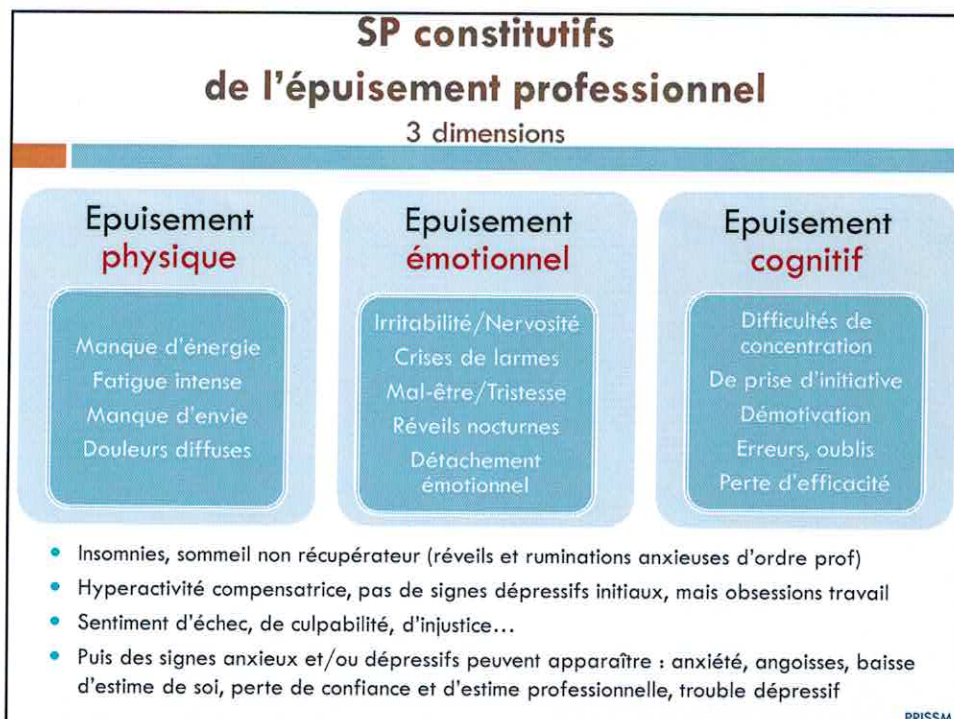 SP constitutifs
de l'épuisement professionnel
3 dimensions
Epuisement
physique
Manque d'énergie
Fatigue intense
Manque d'envie
Douleurs diffuses
Epuisement
émotionnel
Irritabilité/Nervosité
Crises de larmes
Mal-être/Tristesse
Réveils nocturnes
Détachement
émotionnel
Epuisement
cognitif
Difficultés de
concentration
De prise d'initiative
Démotivation
Erreurs, oublis
Perte d'efficacité
• Insomnies, sommeil non récupérateur (réveils et ruminations anxieuses d'ordre prof)
• Hyperactivité compensatrice, pas de signes dépressifs initiaux, mais obsessions travail
• Sentiment d'échec, de culpabilité, d'injustice…
• Puis des signes anxieux et/ou dépressifs peuvent apparaître : anxiété, angoisses, baisse
d'estime de soi, perte de confiance et d'estime professionnelle, trouble dépressif
PRISSM